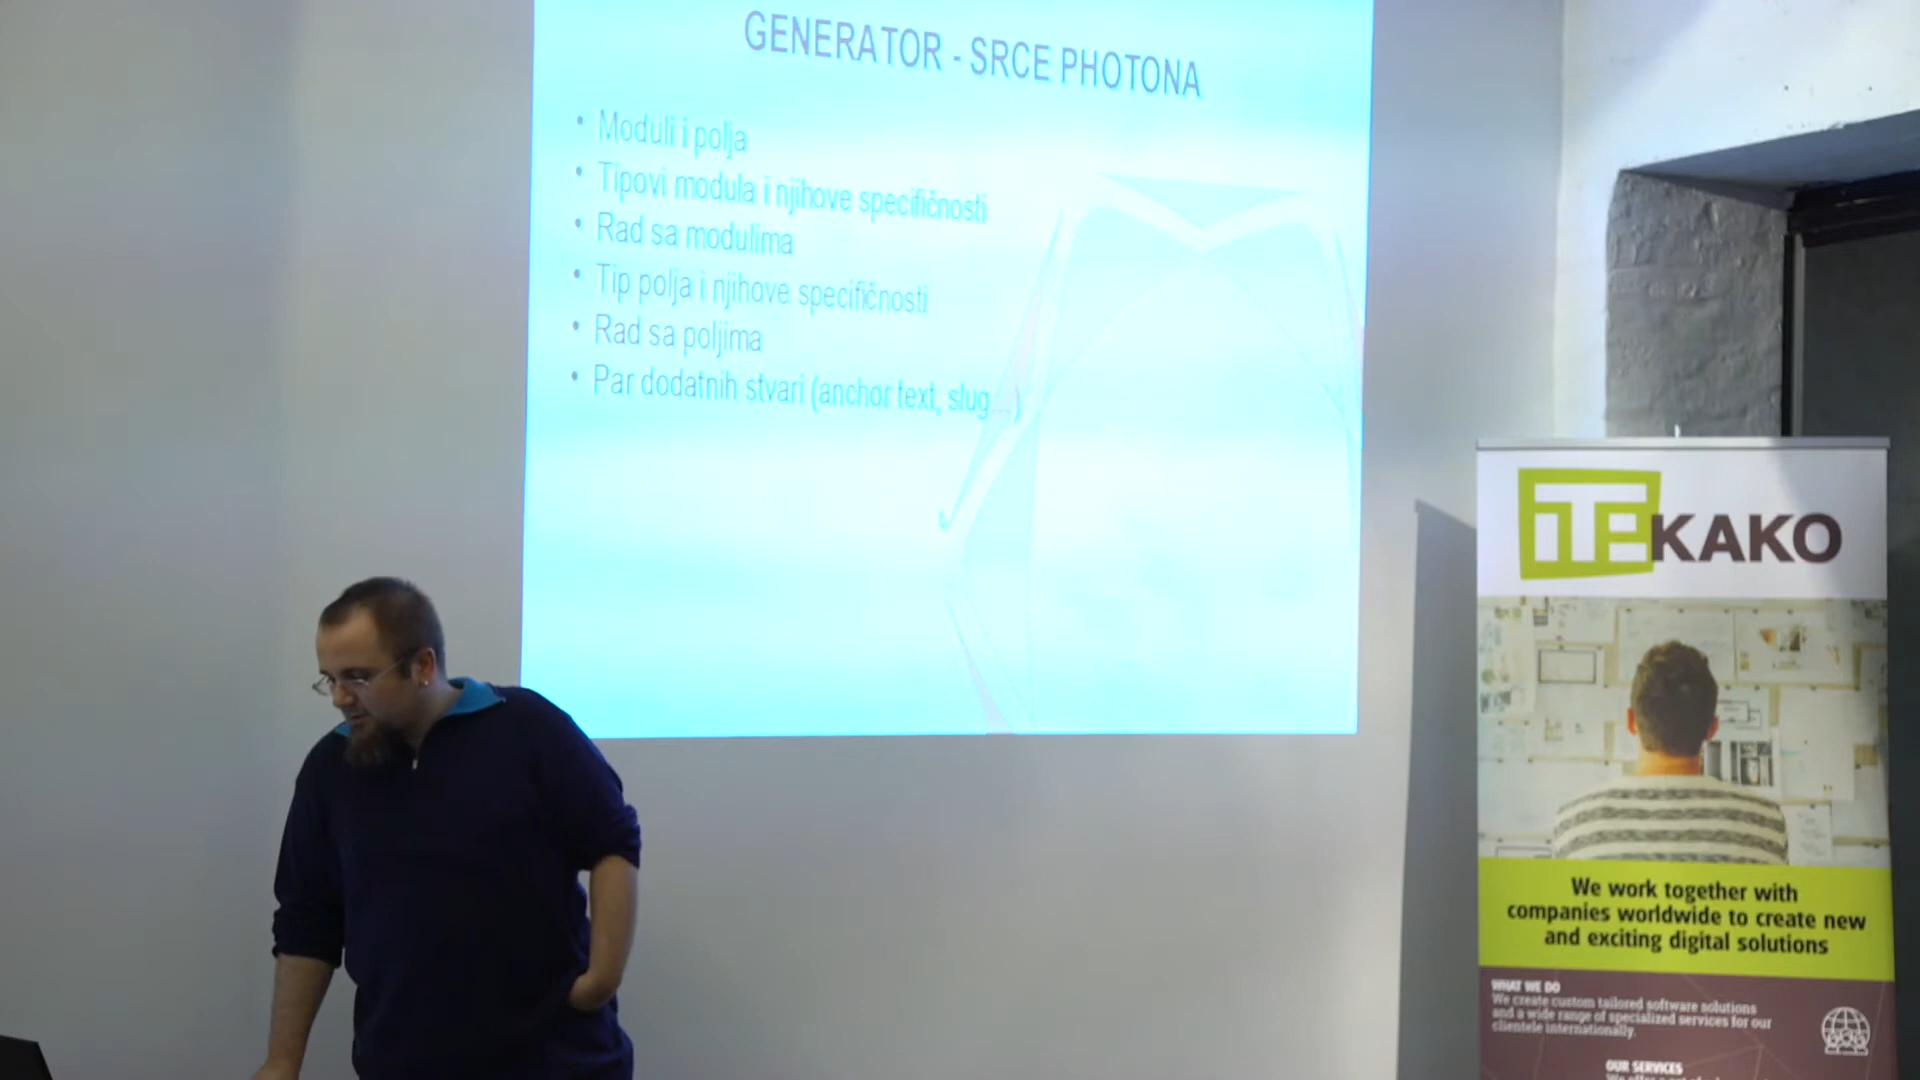 GENERATOR - SRCE PHOTONA
• Moduli i polja
• Tipovi modula i njihove specifičnosti
• Rad sa modulima
• Tip polja i njihove specifičnosti
• Rad sa poljima
• Par dodatnih stvari (anchor text, slug...)
iTEKAKO
We work together with
companies worldwide to create new
and exciting digital solutions
WHAT WE DO
We create custom tailored software solutions
and a wide range of specialized services for our
clientele internationally.
OUR SERVICES